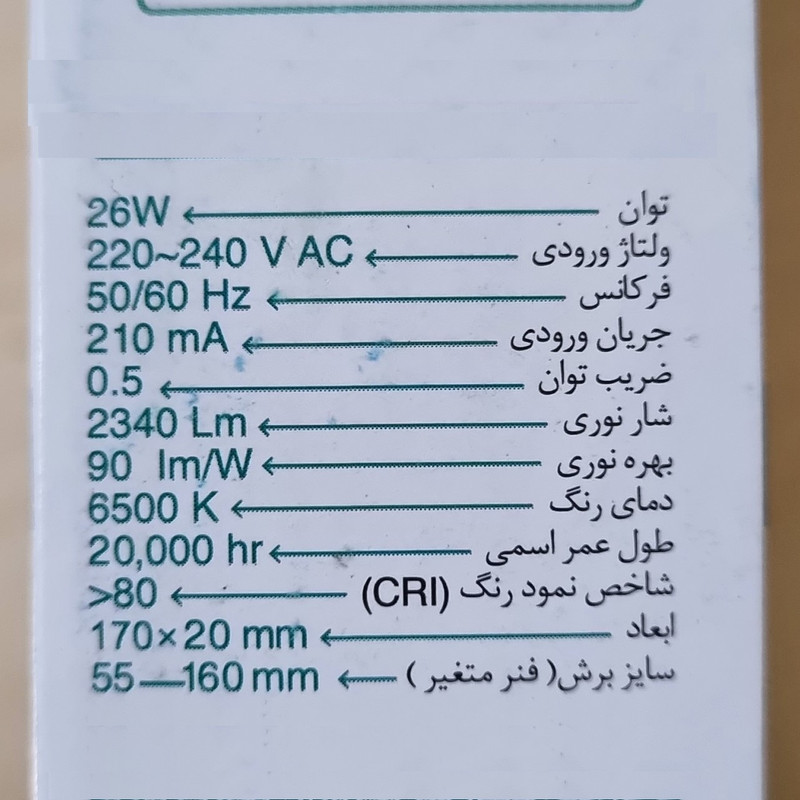 توان 26W
ولتاژ ورودی 220~240 V AC
فرکانس 50/60 Hz
جریان ورودی 210 mA
ضریب توان 0.5
شار نوری 2340 Lm
بهره نوری 90 lm/W
دمای رنگ 6500 K
طول عمر اسمی 20,000 hr
شاخص نمود رنگ (CRI) >80
ابعاد 170×20 mm
سایز برش( فنر متغیر ) 55—160 mm